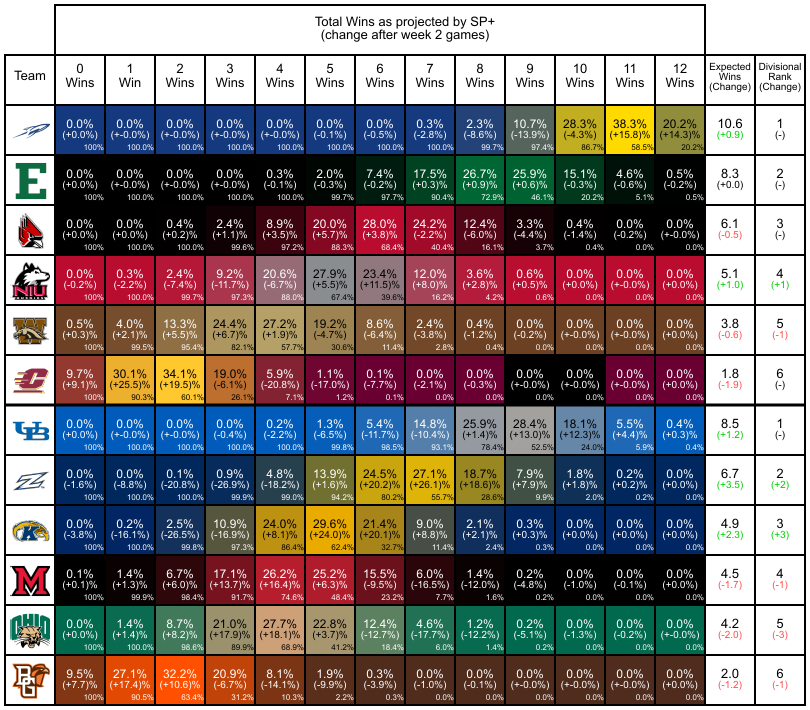 Total Wins as projected by SP+
(change after week 2 games)
Team
0 Wins
1 Win
2 Wins
3 Wins
4 Wins
5 Wins
6 Wins
7 Wins
8 Wins
9 Wins
10 Wins
11 Wins
12 Wins
Expected Wins (Change)
Divisional Rank (Change)
0.0% 0.0% 0.0% 0.0% 0.0% 0.0% 0.0% 0.3% 2.3% 10.7% 28.3% 38.3% 20.2% 10.6 1
(+0.0%) (+-0.0%) (+-0.0%) (+-0.0%) (+-0.0%) (-0.1%) (-0.5%) (-2.8%) (-8.6%) (-13.9%) (-4.3%) (+15.8)% (+14.3)% (+0.9) (-)
100% 100.0% 100.0% 100.0% 100.0% 100.0% 100.0% 100.0% 99.7% 97.4% 86.7% 58.5% 20.2%
E
0.0% 0.0% 0.0% 0.0% 0.3% 2.0% 7.4% 17.5% 26.7% 25.9% 15.1% 4.6% 0.5% 8.3 2
(+0.0%) (+-0.0%) (+-0.0%) (+-0.0%) (-0.1%) (-0.3%) (-0.2%) (+0.3)% (+0.9)% (+0.6)% (-0.3%) (-0.6%) (-0.2%) (+0.0) (-)
100% 100.0% 100.0% 100.0% 100.0% 99.7% 97.7% 90.4% 72.9% 46.1% 20.2% 5.1% 0.5%
0.0% 0.0% 0.4% 2.4% 8.9% 20.0% 28.0% 24.2% 12.4% 3.3% 0.4% 0.0% 0.0% 6.1 3
(+0.0%) (+0.0)% (+0.2)% (+1.1)% (+3.5)% (+5.7)% (+3.8)% (-2.2%) (-6.0%) (-4.4%) (-1.4%) (-0.2%) (+-0.0%) (-0.5) (-)
100% 100.0% 100.0% 99.6% 97.2% 88.3% 68.4% 40.4% 16.1% 3.7% 0.4% 0.0% 0.0%
NIU
0.0% 0.3% 2.4% 9.2% 20.6% 27.9% 23.4% 12.0% 3.6% 0.6% 0.0% 0.0% 0.0% 5.1 4
(-0.2%) (-2.2%) (-7.4%) (-11.7%) (-6.7%) (+5.5)% (+11.5)% (+8.0)% (+2.8)% (+0.5)% (+0.0)% (+0.0)% (+0.0)% (+1.0) (+1)
100% 100.0% 99.7% 97.3% 88.0% 67.4% 39.6% 16.2% 4.2% 0.6% 0.0% 0.0% 0.0%
W
0.5% 4.0% 13.3% 24.4% 27.2% 19.2% 8.6% 2.4% 0.4% 0.0% 0.0% 0.0% 0.0% 3.8 5
(+0.3%) (+2.1)% (+5.5)% (+6.7)% (+1.9)% (-4.7%) (-6.4%) (-3.8%) (-1.2%) (-0.2%) (+-0.0%) (+-0.0%) (+-0.0%) (-0.6) (-1)
100% 99.5% 95.4% 82.1% 57.7% 30.6% 11.4% 2.8% 0.4% 0.0% 0.0% 0.0% 0.0%
C
9.7% 30.1% 34.1% 19.0% 5.9% 1.1% 0.1% 0.0% 0.0% 0.0% 0.0% 0.0% 0.0% 1.8 6
(+9.1%) (+25.5)% (+19.5)% (-6.1%) (-20.8%) (-17.0%) (-7.7%) (-2.1%) (-0.3%) (+-0.0%) (+-0.0%) (+-0.0%) (+0.0)% (-1.9) (-)
100% 90.3% 60.1% 26.1% 7.1% 1.2% 0.1% 0.0% 0.0% 0.0% 0.0% 0.0% 0.0%
UB
0.0% 0.0% 0.0% 0.0% 0.2% 1.3% 5.4% 14.8% 25.9% 28.4% 18.1% 5.5% 0.4% 8.5 1
(+0.0%) (+-0.0%) (+-0.0%) (-0.4%) (-2.2%) (-6.5%) (-11.7%) (-10.4%) (+1.4)% (+13.0)% (+12.3)% (+4.4)% (+0.3)% (+1.2) (-)
100% 100.0% 100.0% 100.0% 100.0% 99.8% 98.5% 93.1% 78.4% 52.5% 24.0% 5.9% 0.4%
0.0% 0.0% 0.1% 0.9% 4.8% 13.9% 24.5% 27.1% 18.7% 7.9% 1.8% 0.2% 0.0% 6.7 2
(-1.6%) (-8.8%) (-20.8%) (-26.9%) (-18.2%) (+1.6)% (+20.2)% (+26.1)% (+18.6)% (+7.9)% (+1.8)% (+0.2)% (+0.0)% (+3.5) (+2)
100% 100.0% 100.0% 99.9% 99.0% 94.2% 80.2% 55.7% 28.6% 9.9% 2.0% 0.2% 0.0%
K
0.0% 0.2% 2.5% 10.9% 24.0% 29.6% 21.4% 9.0% 2.1% 0.3% 0.0% 0.0% 0.0% 4.9 3
(-3.8%) (-16.1%) (-26.5%) (-16.9%) (+8.1)% (+24.0)% (+20.1)% (+8.8)% (+2.1)% (+0.3)% (+0.0)% (+0.0)% (+0.0)% (+2.3) (+3)
100% 100.0% 99.8% 97.3% 86.4% 62.4% 32.7% 11.4% 2.4% 0.3% 0.0% 0.0% 0.0%
M
0.1% 1.4% 6.7% 17.1% 26.2% 25.2% 15.5% 6.0% 1.4% 0.2% 0.0% 0.0% 0.0% 4.5 4
(+0.1)% (+1.3)% (+6.0)% (+13.7)% (+16.4)% (+6.3)% (-9.5%) (-16.5%) (-12.0%) (-4.8%) (-1.0%) (-0.1%) (+-0.0%) (-1.7) (-1)
100% 99.9% 98.4% 91.7% 74.6% 48.4% 23.2% 7.7% 1.6% 0.2% 0.0% 0.0% 0.0%
OHIO
0.0% 1.4% 8.7% 21.0% 27.7% 22.8% 12.4% 4.6% 1.2% 0.2% 0.0% 0.0% 0.0% 4.2 5
(+0.0%) (+1.4)% (+8.2)% (+17.9)% (+18.1)% (+3.7)% (-12.7%) (-17.7%) (-12.2%) (-5.1%) (-1.3%) (-0.2%) (+-0.0%) (-2.0) (-3)
100% 100.0% 98.6% 89.9% 68.9% 41.2% 18.4% 6.0% 1.4% 0.2% 0.0% 0.0% 0.0%
BG
9.5% 27.1% 32.2% 20.9% 8.1% 1.9% 0.3% 0.0% 0.0% 0.0% 0.0% 0.0% 0.0% 2.0 6
(+7.7)% (+17.4)% (+10.6)% (-6.7%) (-14.1%) (-9.9%) (-3.9%) (-1.0%) (-0.1%) (+-0.0%) (+-0.0%) (+-0.0%) (+0.0)% (-1.2) (-1)
100% 90.5% 63.4% 31.2% 10.3% 2.2% 0.3% 0.0% 0.0% 0.0% 0.0% 0.0% 0.0%